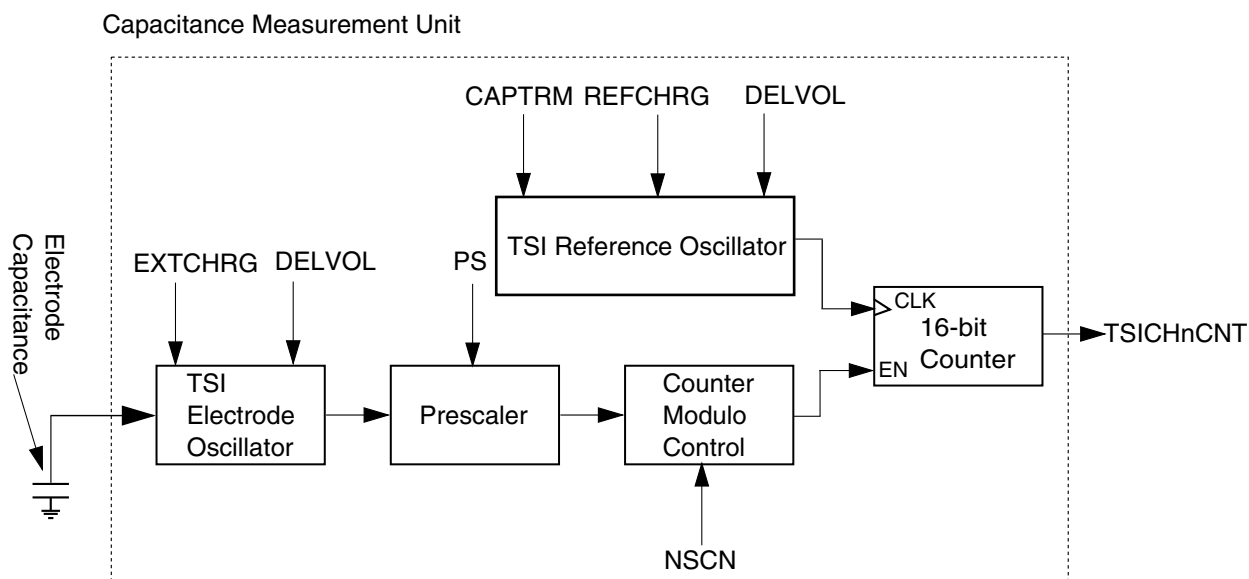 Capacitance Measurement Unit
CAPTRM REFCHRG DELVOL
TSI Reference Oscillator
Electrode
Capacitance
EXTCHRG DELVOL
PS
CLK
16-bit
Counter
EN
TSICHnCNT
TSI
Electrode
Oscillator
Prescaler
Counter
Modulo
Control
NSCN